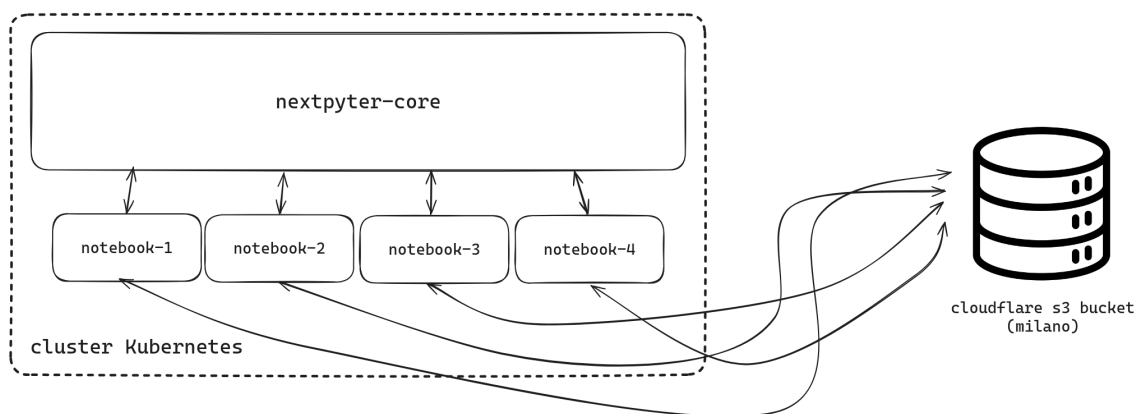 nextpyter-core
notebook-1
notebook-2
notebook-3
notebook-4
cluster Kubernetes
cloudflare s3 bucket
(milano)